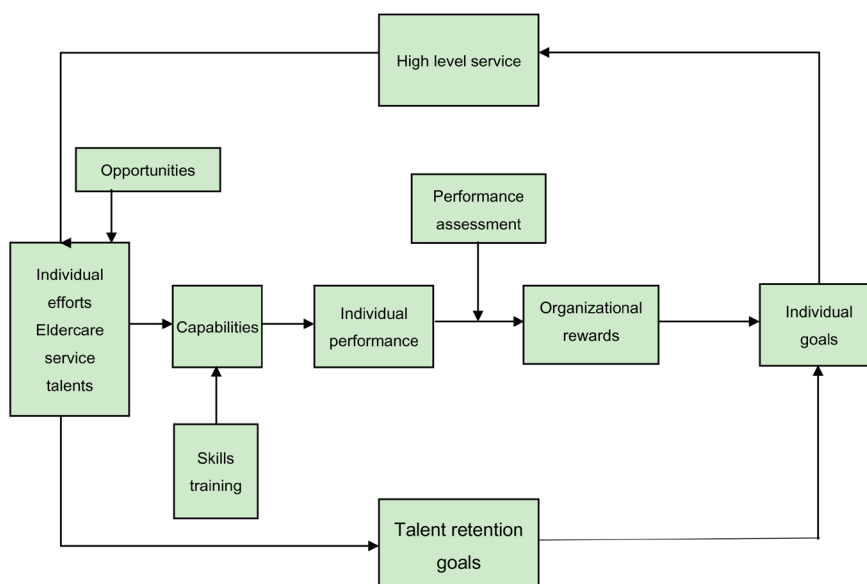 High level service
Opportunities
Performance
assessment
Individual
efforts
Eldercare
service
talents
Capabilities
Individual
performance
Organizational
rewards
Individual
goals
Skills
training
Talent retention
goals